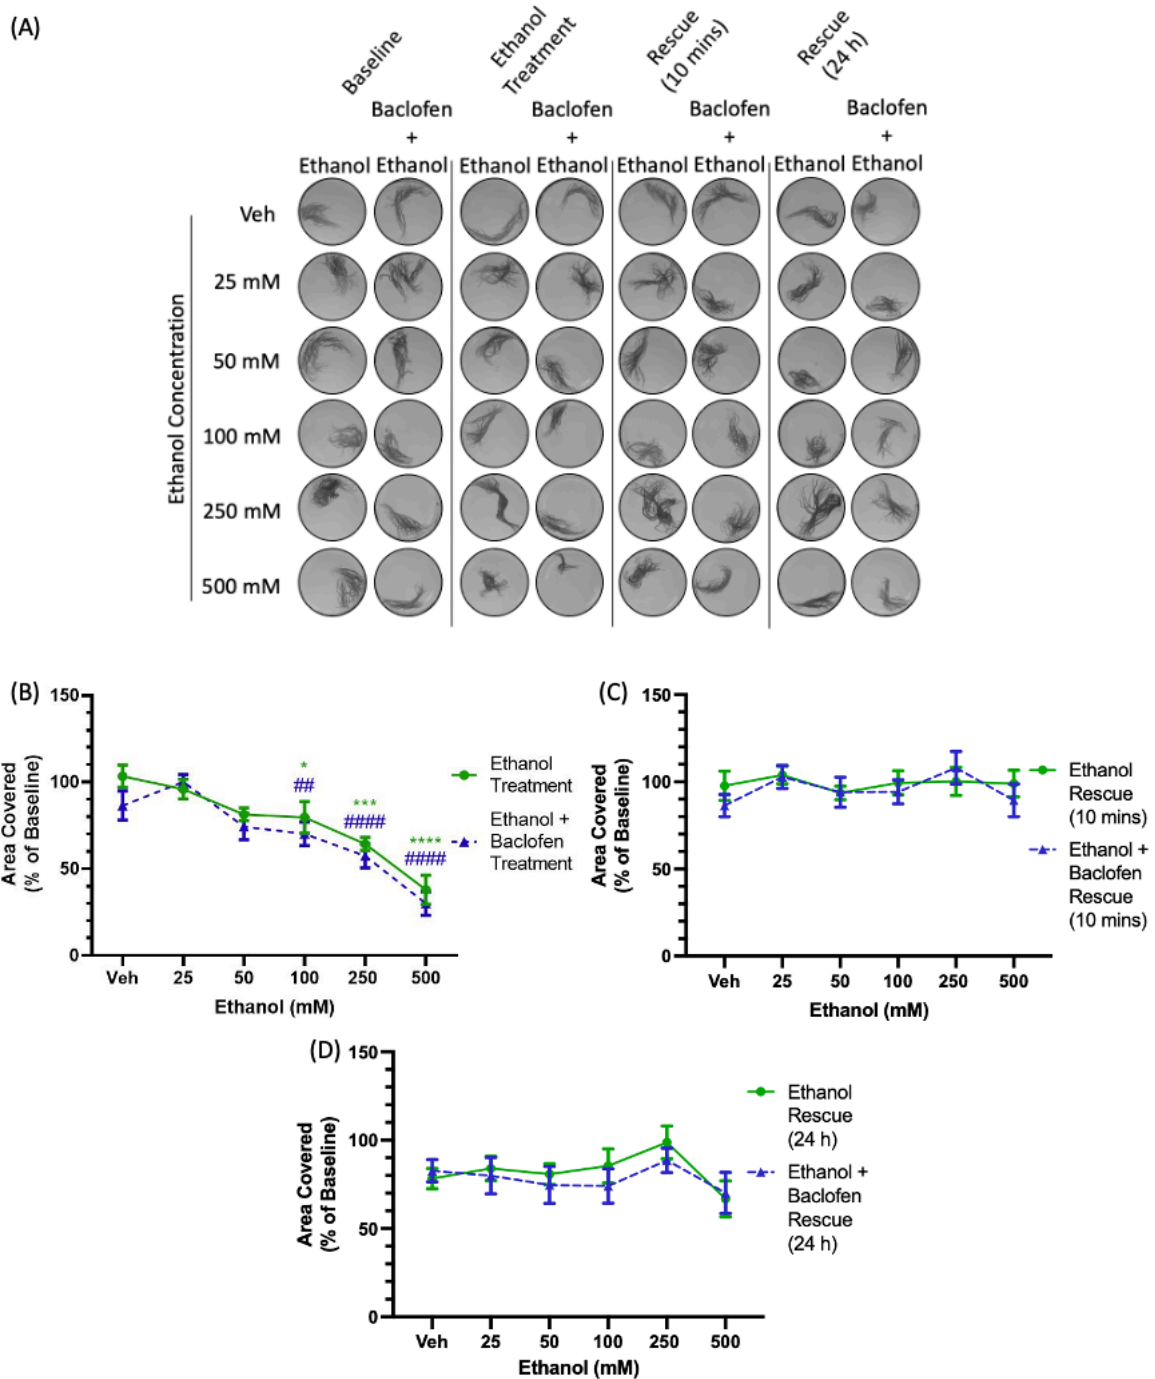 (A)
Baseline
Ethanol
Treatment
Rescue
(10 mins)
Rescue
(24 h)
Baclofen Baclofen Baclofen Baclofen
+ + + +
Ethanol Ethanol Ethanol Ethanol Ethanol Ethanol Ethanol Ethanol
Ethanol Concentration
Veh
25 mM
50 mM
100 mM
250 mM
500 mM
(B)
Area Covered
(% of Baseline)
150
100
50
0
*
##
***
####
****
####
Veh 25 50 100 250 500
Ethanol (mM)
Ethanol
Treatment
Ethanol +
Baclofen
Treatment
(C)
Area Covered
(% of Baseline)
150
100
50
0
Veh 25 50 100 250 500
Ethanol (mM)
Ethanol
Rescue
(10 mins)
Ethanol +
Baclofen
Rescue
(10 mins)
(D)
Area Covered
(% of Baseline)
150
100
50
0
Veh 25 50 100 250 500
Ethanol (mM)
Ethanol
Rescue
(24 h)
Ethanol +
Baclofen
Rescue
(24 h)